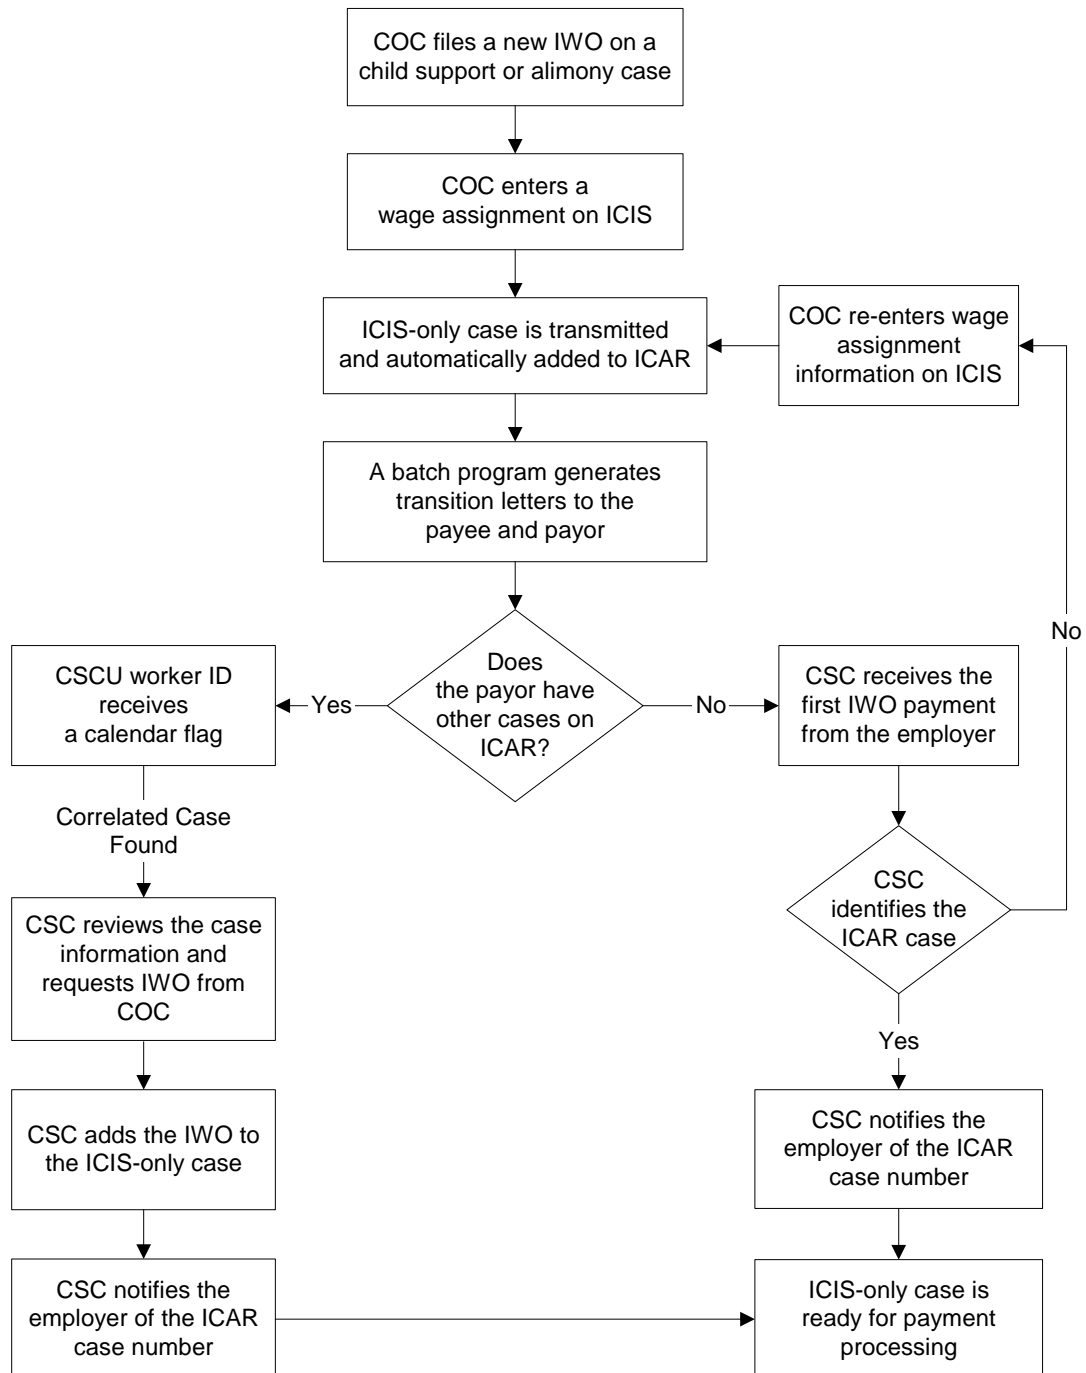 COC files a new IWO on a
child support or alimony case
COC enters a
wage assignment on ICIS
ICIS-only case is transmitted
and automatically added to ICAR
COC re-enters wage
assignment
information on ICIS
A batch program generates
transition letters to the
payee and payor
No
Does
the payor have
other cases on
ICAR?
Yes
No
CSCU worker ID
receives
a calendar flag
CSC receives the
first IWO payment
from the employer
Correlated Case
Found
CSC
identifies the
ICAR case
CSC reviews the case
information and
requests IWO from
COC
Yes
CSC adds the IWO to
the ICIS-only case
CSC notifies the
employer of the ICAR
case number
CSC notifies the
employer of the ICAR
case number
ICIS-only case is
ready for payment
processing